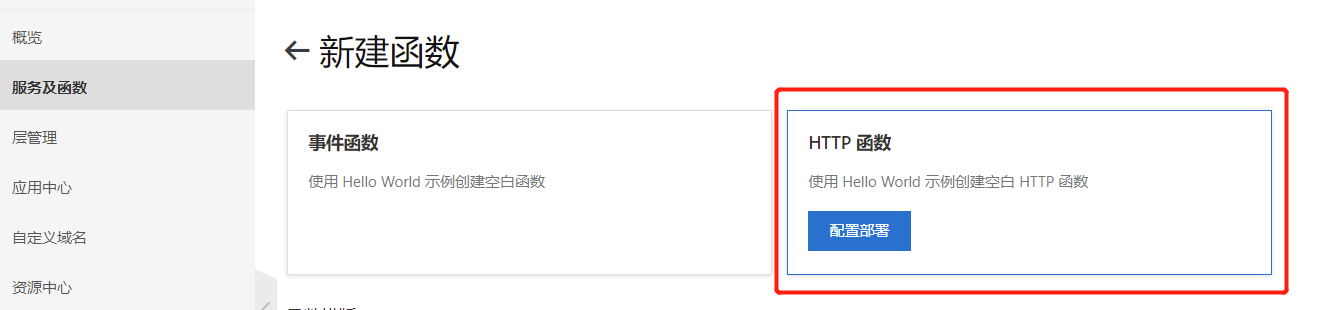 概览
服务及函数
层管理
应用中心
自定义域名
资源中心
新建函数
事件函数
使用 Hello World 示例创建空白函数
HTTP 函数
使用 Hello World 示例创建空白 HTTP 函数
配置部署